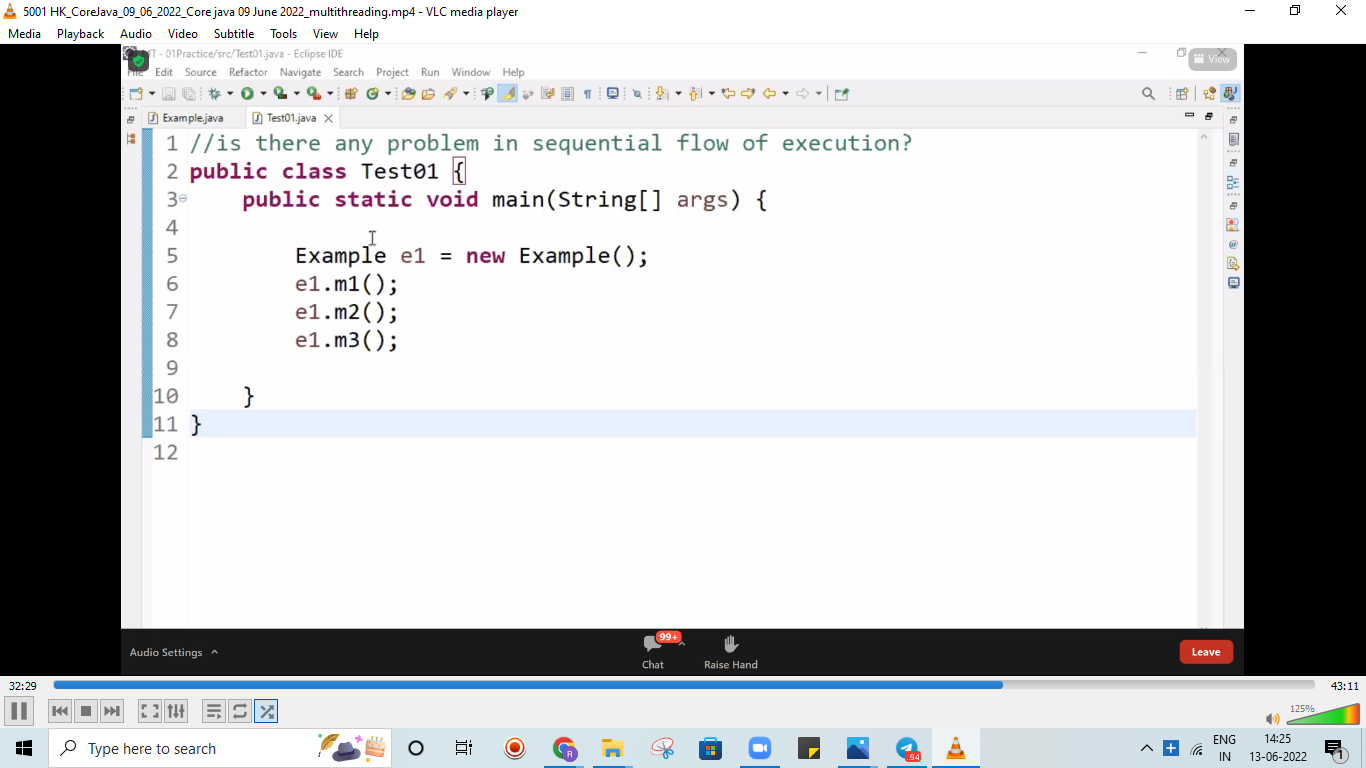 5001 HK_CoreJava_09_06_2022_Core java 09 June 2022_multithreading.mp4 - VLC media player
Media Playback Audio Video Subtitle Tools View Help
IT - 01Practice/src/Test01.java - Eclipse IDE
View
File Edit Source Refactor Navigate Search Project Run Window Help
Example.java Test01.java
1 //is there any problem in sequential flow of execution?
2 public class Test01 {
3 public static void main(String[] args) {
4
5 Example e1 = new Example();
6 e1.m1();
7 e1.m2();
8 e1.m3();
9
10 }
11 }
12
Audio Settings
99+
Chat
Raise Hand
Leave
32:29
43:11
125%
Type here to search
R
94
ENG
IN
14:25
13-06-2022
1